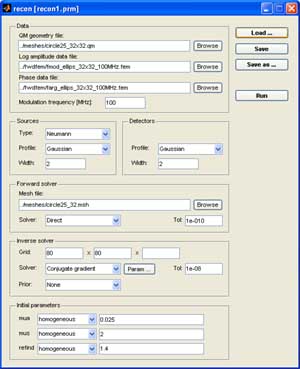 recon [recon1.prm]
Data
QM geometry file:
../meshes/circle25_32x32.qm
Browse
Log amplitude data file:
../fwdfem/fmod_ellips_32x32_100MHz.fem
Browse
Phase data file:
../fwdfem/farg_ellips_32x32_100MHz.fem
Browse
Modulation frequency [MHz]: 100
Load ...
Save
Save as ...
Run
Sources
Type: Neumann
Profile: Gaussian
Width: 2
Detectors
Profile: Gaussian
Width: 2
Forward solver
Mesh file:
../meshes/circle25_32.msh
Browse
Solver: Direct Tol: 1e-010
Inverse solver
Grid: 80 x 80 x
Solver: Conjugate gradient Param ... Tol: 1e-08
Prior: None
Initial parameters
mua homogeneous 0.025
mus homogeneous 2
refind homogeneous 1.4